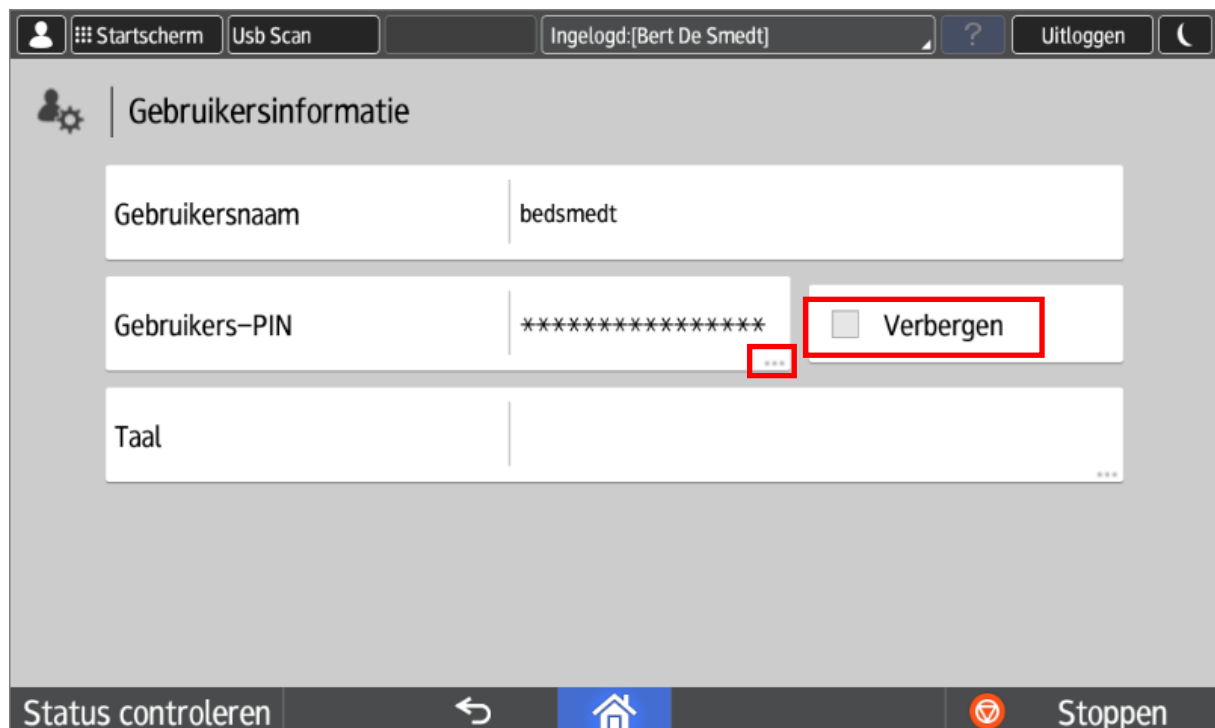 Startscherm Usb Scan Ingelogd:[Bert De Smedt] ? Uitloggen
Gebruikersinformatie
Gebruikersnaam bedsmedt
Gebruikers-PIN **************** Verbergen
...
Taal
...
Status controleren Stoppen